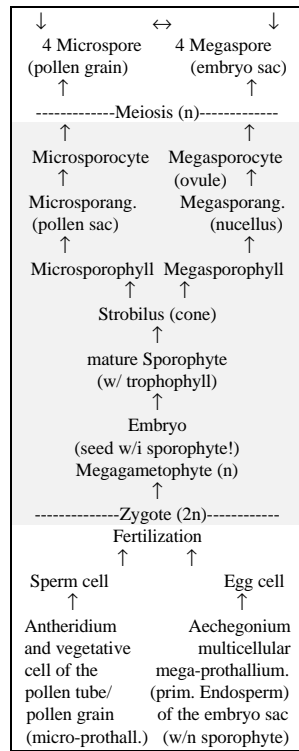 ↓ ↔ ↓
4 Microspore 4 Megaspore
(pollen grain) (embryo sac)
↑ ↑
-------------Meiosis (n)-------------
↑ ↑
Microsporocyte Megasporocyte
↑ (ovule) ↑
Microsporang. Megasporang.
(pollen sac) (nucellus)
↑ ↑
Microsporophyll Megasporophyll
↑ ↑
Strobilus (cone)
↑
mature Sporophyte
(w/ trophophyll)
↑
Embryo
(seed w/i sporophyte!)
Megagametophyte (n)
↑
--------------Zygote (2n)------------
Fertilization
↑ ↑
Sperm cell Egg cell
↑ ↑
Antheridium Aechegonium
and vegetative multicellular
cell of the mega-prothallium.
pollen tube/ (prim. Endosperm)
pollen grain of the embryo sac
(micro-prothall.) (w/n sporophyte)